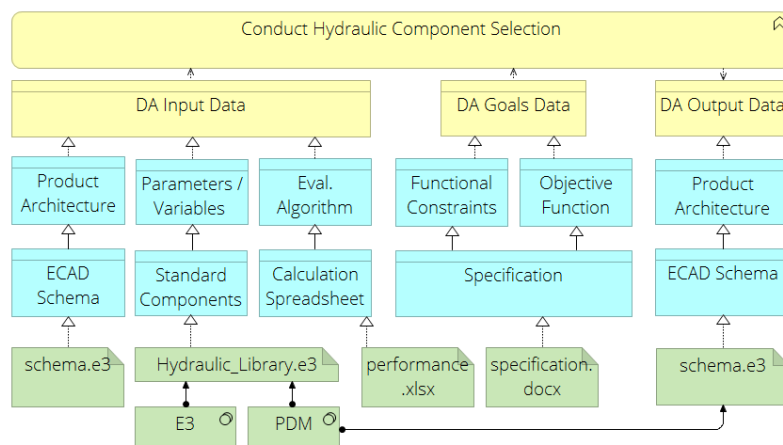 Conduct Hydraulic Component Selection
DA Input Data
DA Goals Data
DA Output Data
Product
Architecture
Parameters /
Variables
Eval.
Algorithm
Functional
Constraints
Objective
Function
Product
Architecture
ECAD
Schema
Standard
Components
Calculation
Spreadsheet
Specification
ECAD Schema
schema.e3
Hydraulic_Library.e3
performance
.xlsx
specification.
docx
schema.e3
E3
PDM